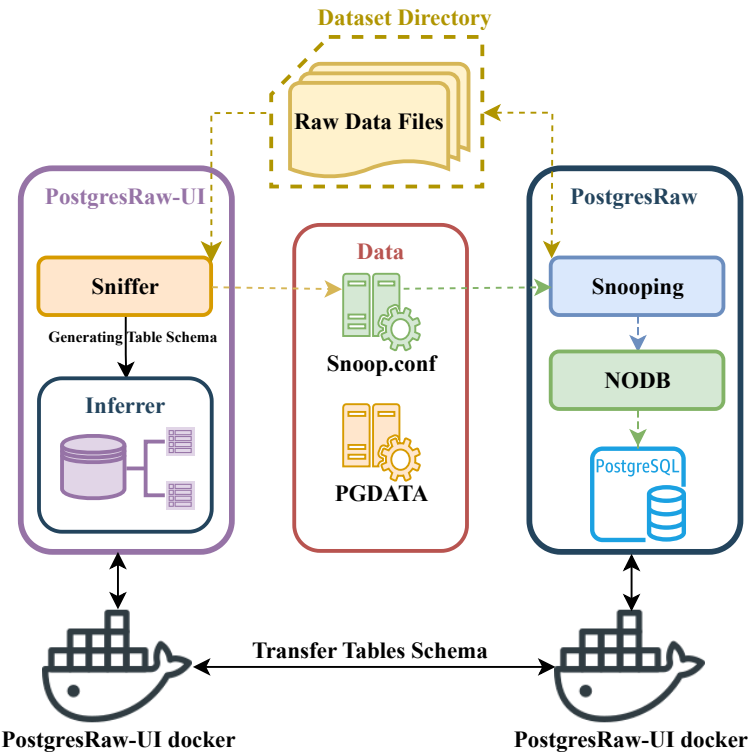 Dataset Directory
Raw Data Files
PostgresRaw-UI
PostgresRaw
Data
Sniffer
Snooping
Generating Table Schema
Snoop.conf
Inferrer
NODB
PostgreSQL
PGDATA
Transfer Tables Schema
PostgresRaw-UI docker
PostgresRaw-UI docker